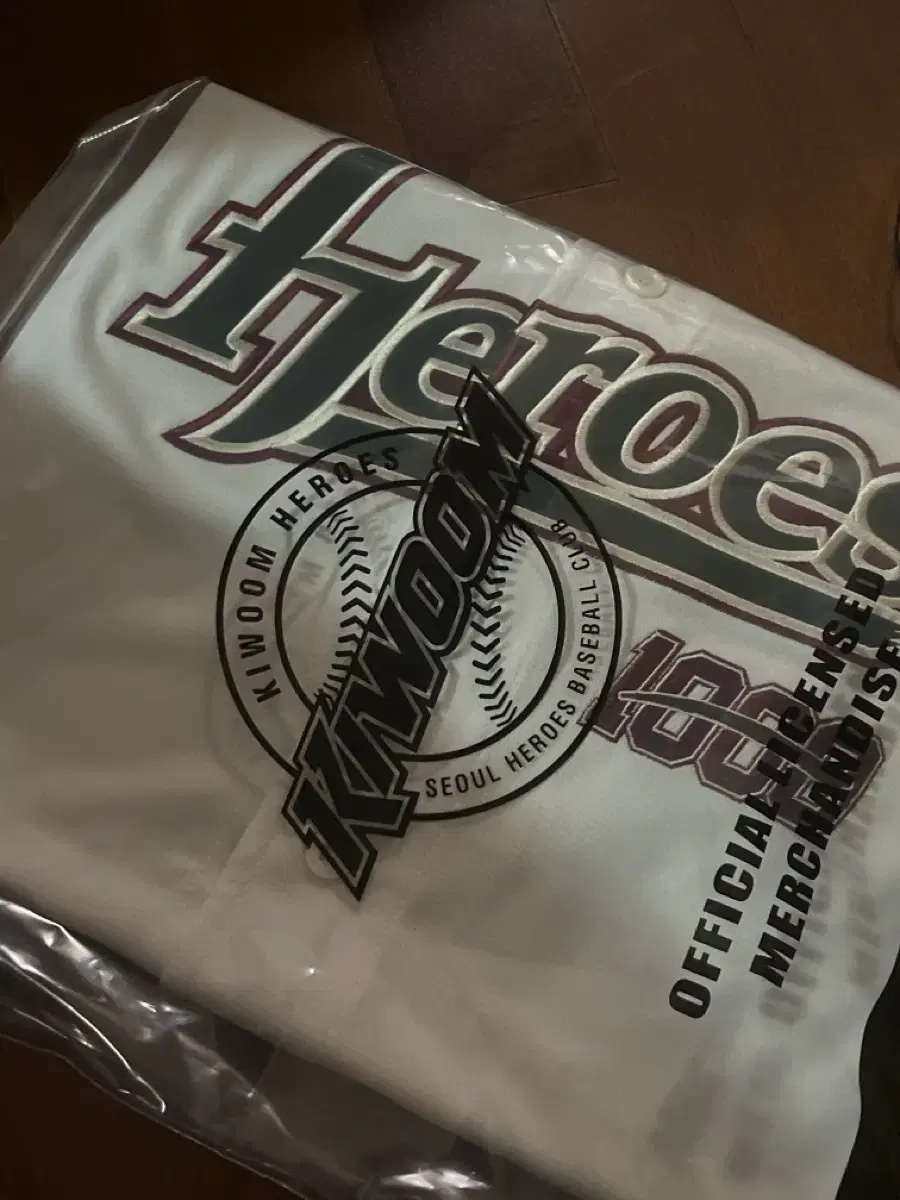 Heroes
KIWOOM HEROES
KIWOOM
SEOUL HEROES BASEBALL CLUB
OFFICIAL LICENSED
MERCHANDISE